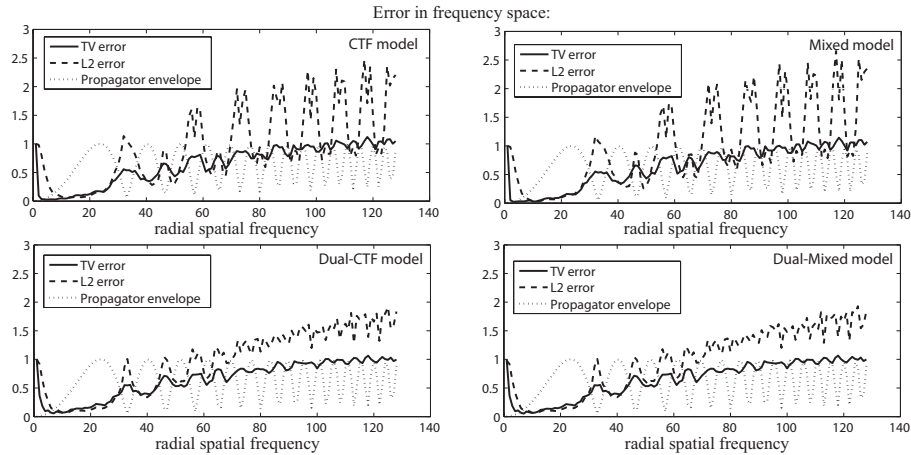 Error in frequency space:
CTF model
TV error
L2 error
Propagator envelope
3
2.5
2
1.5
1
0.5
0
0 20 40 60 80 100 120 140
radial spatial frequency
Mixed model
TV error
L2 error
Propagator envelope
3
2.5
2
1.5
1
0.5
0
0 20 40 60 80 100 120 140
radial spatial frequency
Dual-CTF model
TV error
L2 error
Propagator envelope
3
2.5
2
1.5
1
0.5
0
0 20 40 60 80 100 120 140
radial spatial frequency
Dual-Mixed model
TV error
L2 error
Propagator envelope
3
2.5
2
1.5
1
0.5
0
0 20 40 60 80 100 120 140
radial spatial frequency